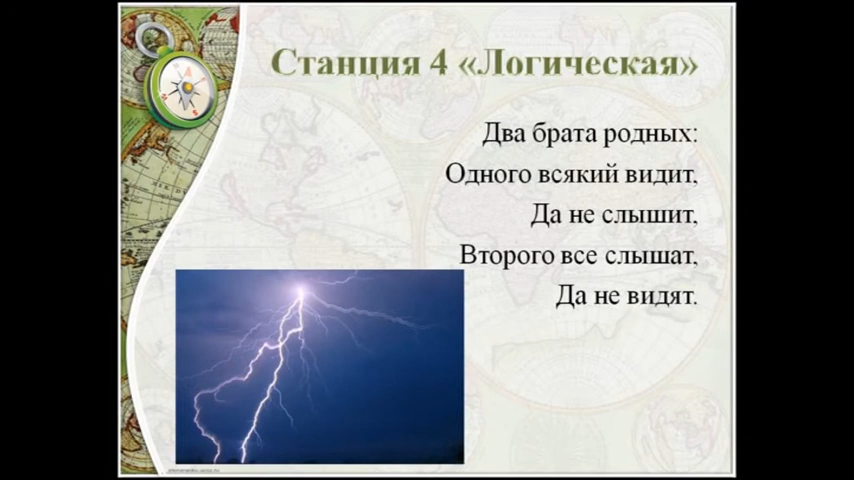 Станция 4 «Логическая»
Два брата родных:
Одного всякий видит,
Да не слышит,
Второго все слышат,
Да не видят.